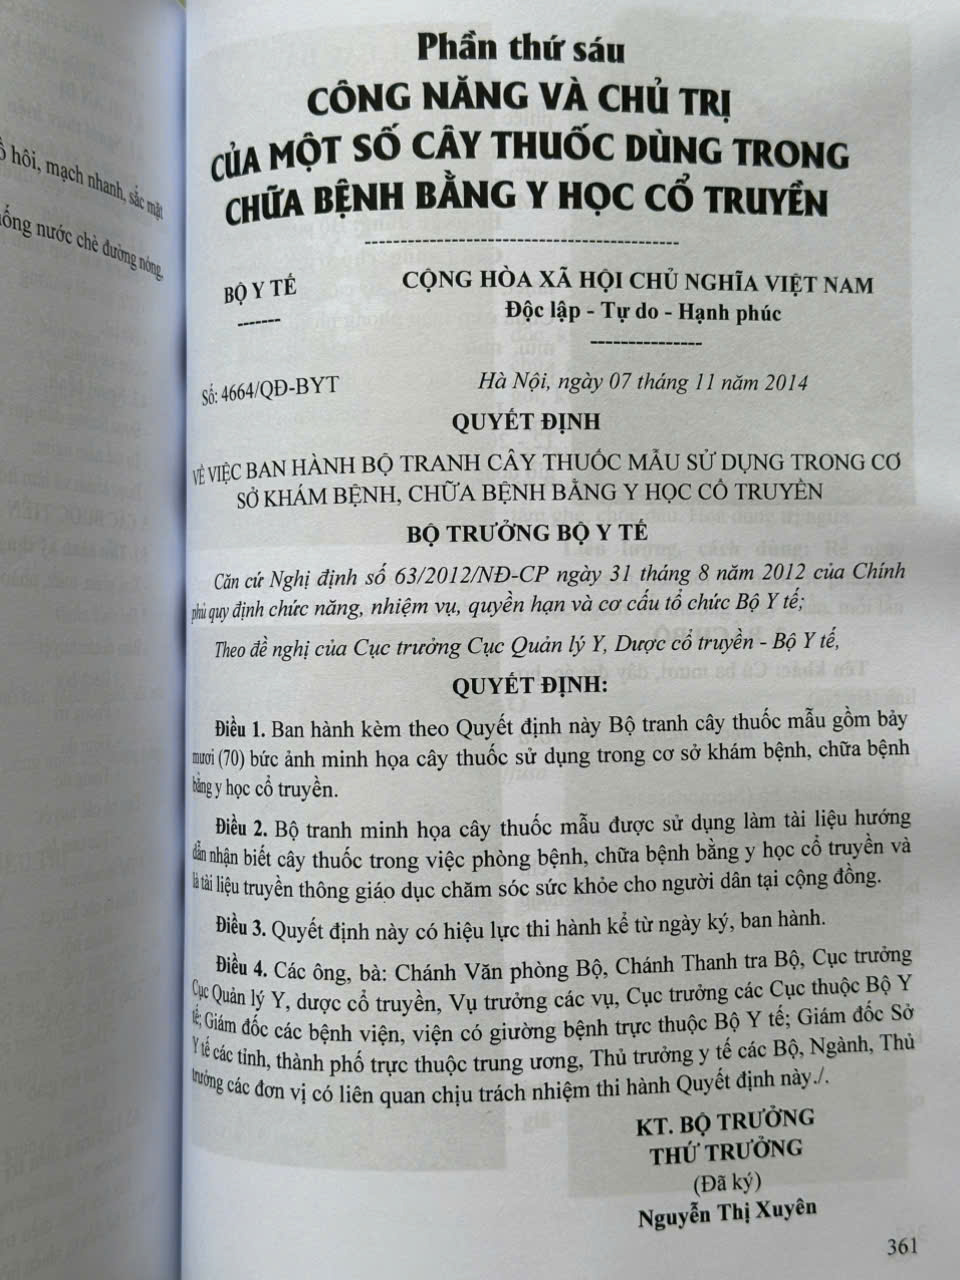 ồ hôi, mạch nhanh, sắc mặt
uống nước chè đường nóng,
Phần thứ sáu
CÔNG NĂNG VÀ CHỦ TRỊ
CỦA MỘT SỐ CÂY THUỐC DÙNG TRONG
CHỮA BỆNH BẰNG Y HỌC CỔ TRUYỀN
BỘ Y TẾ
CỘNG HÒA XÃ HỘI CHỦ NGHĨA VIỆT NAM
Độc lập - Tự do - Hạnh phúc
Số: 4664/QĐ-BYT
Hà Nội, ngày 07 tháng 11 năm 2014
QUYẾT ĐỊNH
VỀ VIỆC BAN HÀNH BỘ TRANH CÂY THUỐC MẪU SỬ DỤNG TRONG CƠ
SỞ KHÁM BỆNH, CHỮA BỆNH BẰNG Y HỌC CỔ TRUYỀN
BỘ TRƯỞNG BỘ Y TẾ
Căn cứ Nghị định số 63/2012/NĐ-CP ngày 31 tháng 8 năm 2012 của Chính
phủ quy định chức năng, nhiệm vụ, quyền hạn và cơ cấu tổ chức Bộ Y tế;
Theo đề nghị của Cục trưởng Cục Quản lý Y, Dược cổ truyền - Bộ Y tế,
QUYẾT ĐỊNH:
Điều 1. Ban hành kèm theo Quyết định này Bộ tranh cây thuốc mẫu gồm bảy
mươi (70) bức ảnh minh họa cây thuốc sử dụng trong cơ sở khám bệnh, chữa bệnh
bằng y học cổ truyền.
Điều 2. Bộ tranh minh họa cây thuốc mẫu được sử dụng làm tài liệu hướng
dẫn nhận biết cây thuốc trong việc phòng bệnh, chữa bệnh bằng y học cổ truyền và
là tài liệu truyền thông giáo dục chăm sóc sức khỏe cho người dân tại cộng đồng.
Điều 3. Quyết định này có hiệu lực thi hành kể từ ngày ký, ban hành.
Điều 4. Các ông, bà: Chánh Văn phòng Bộ, Chánh Thanh tra Bộ, Cục trưởng
Cục Quản lý Y, dược cổ truyền, Vụ trưởng các vụ, Cục trưởng các Cục thuộc Bộ Y
tế; Giám đốc các bệnh viện, viện có giường bệnh trực thuộc Bộ Y tế; Giám đốc Sở
Y tế các tỉnh, thành phố trực thuộc trung ương, Thủ trưởng y tế các Bộ, Ngành, Thủ
trưởng các đơn vị có liên quan chịu trách nhiệm thi hành Quyết định này./.
KT. BỘ TRƯỞNG
THỨ TRƯỞNG
(Đã ký)
Nguyễn Thị Xuyên
361